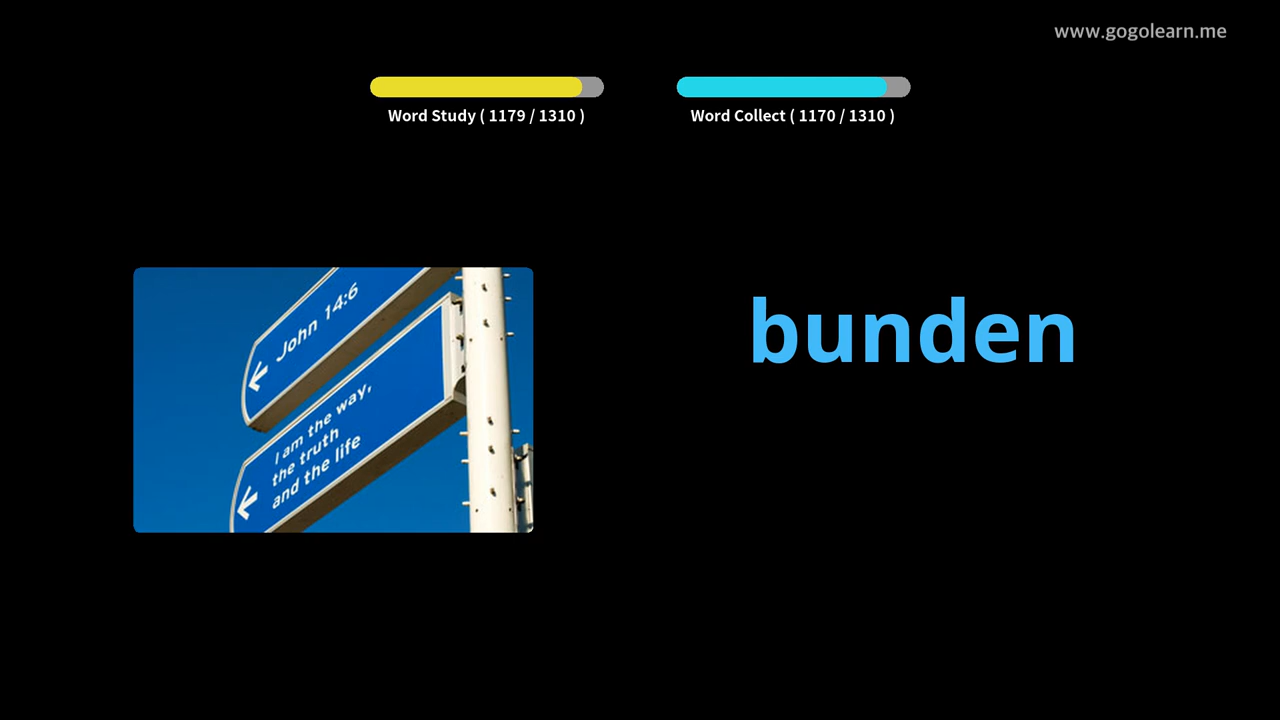 www.gogolearn.me
Word Study ( 1179 / 1310 )
Word Collect ( 1170 / 1310 )
John 14:6
I am the way,
the truth
and the life
bunden